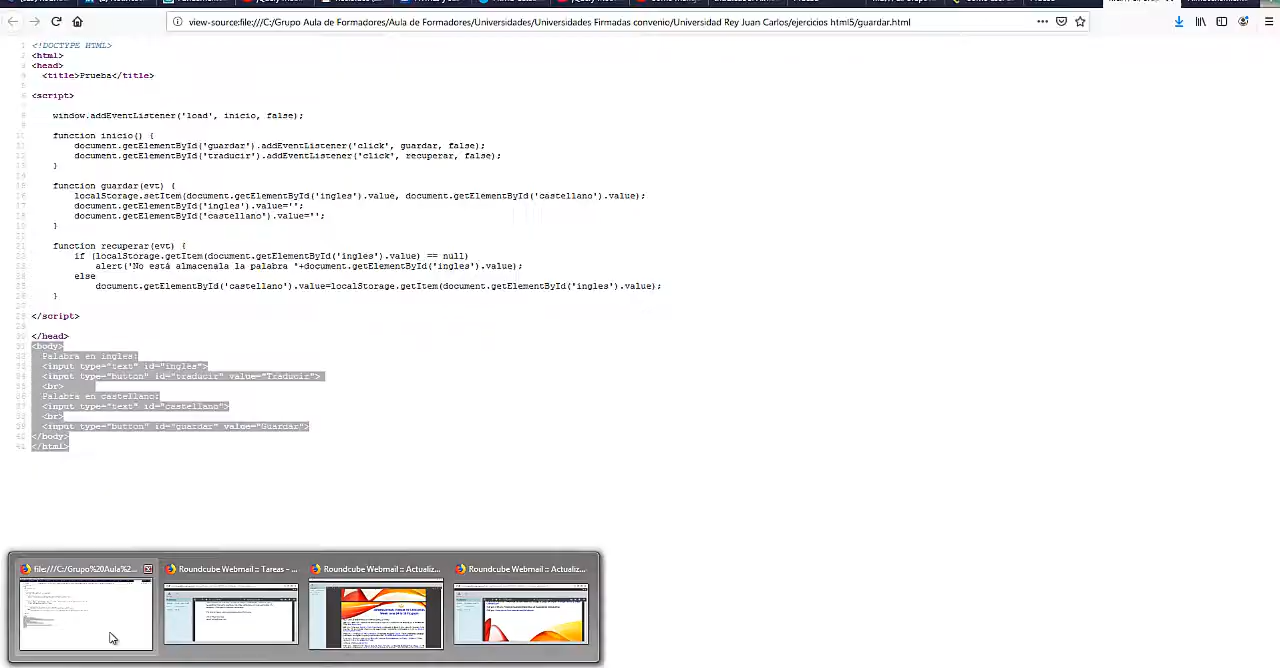 view-source:file:///C:/Grupo Aula de Formadores/Aula de Formadores/Universidades/Universidades Firmadas convenio/Universidad Rey Juan Carlos/ejercicios html5/guardar.html
<!DOCTYPE HTML>
<html>
<head>
<title>Prueba</title>
<script>
window.addEventListener('load', inicio, false);
function inicio() {
document.getElementById('guardar').addEventListener('click', guardar, false);
document.getElementById('traducir').addEventListener('click', recuperar, false);
}
function guardar(evt) {
localStorage.setItem(document.getElementById('ingles').value, document.getElementById('castellano').value);
document.getElementById('ingles').value='';
document.getElementById('castellano').value='';
}
function recuperar(evt) {
if (localStorage.getItem(document.getElementById('ingles').value) == null)
alert('No está almacenala la palabra '+document.getElementById('ingles').value);
else
document.getElementById('castellano').value=localStorage.getItem(document.getElementById('ingles').value);
}
</script>
</head>
<body>
Palabra en ingles:
<input type="text" id="ingles">
<input type="button" id="traducir" value="Traducir">
<br>
Palabra en castellano:
<input type="text" id="castellano">
<br>
<input type="button" id="guardar" value="Guardar">
</body>
</html>
file:///C:/Grupo%20Aula%2... Roundcube Webmail :: Tareas - ... Roundcube Webmail :: Actualiz... Roundcube Webmail :: Actualiz...